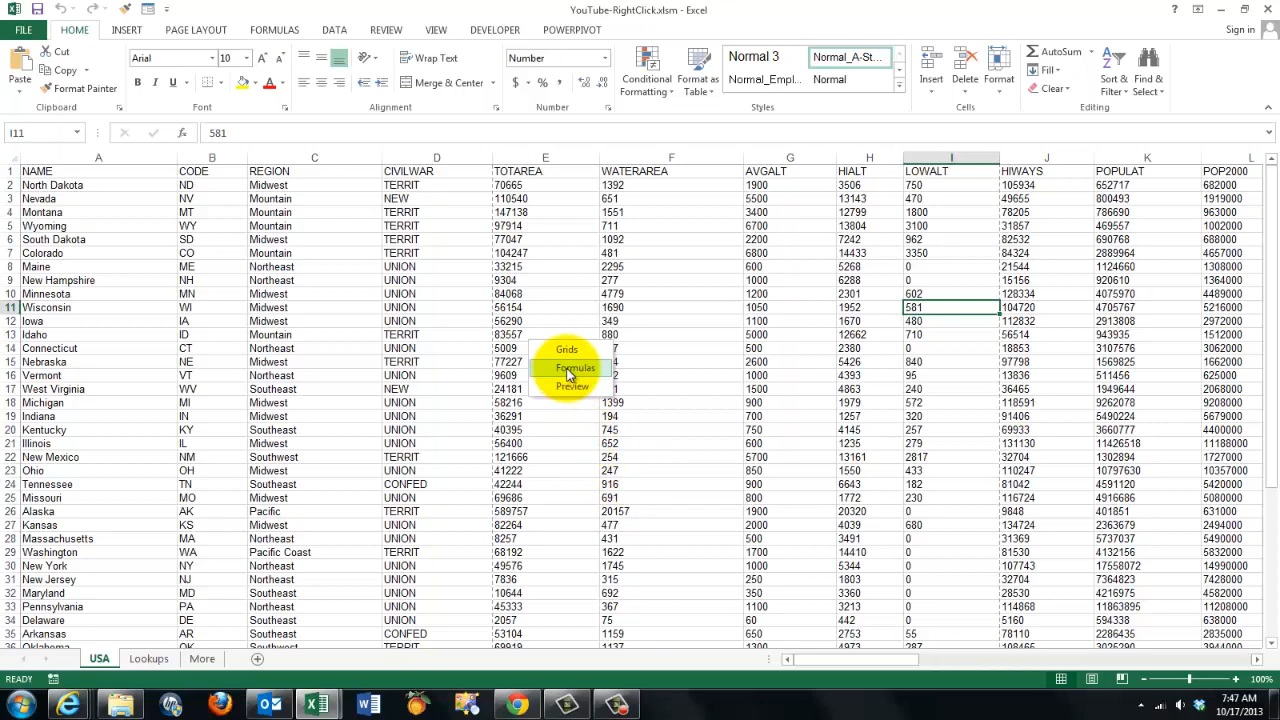 YouTube-RightClick.xlsm - Excel
FILE HOME INSERT PAGE LAYOUT FORMULAS DATA REVIEW VIEW DEVELOPER POWERPIVOT Sign in
Paste Cut Copy Format Painter Clipboard
Arial 10 B I U A A A Font
Wrap Text Merge & Center Alignment
Number $ % , Number
Conditional Formatting Format as Table Normal 3 Normal_A-St... Normal_Empl... Normal Styles
Insert Delete Format Cells
AutoSum Fill Clear Sort & Filter Find & Select Editing
I11 fx 581
A B C D E F G H I J K L
1 NAME CODE REGION CIVILWAR TOTAREA WATERAREA AVGALT HIALT LOWALT HIWAYS POPULAT POP2000
2 North Dakota ND Midwest TERRIT 70665 1392 1900 3506 750 105934 652717 682000
3 Nevada NV Mountain NEW 110540 651 5500 13143 470 49655 800493 1919000
4 Montana MT Mountain TERRIT 147138 1551 3400 12799 1800 78205 786690 963000
5 Wyoming WY Mountain TERRIT 97914 711 6700 13804 3100 31857 469557 1002000
6 South Dakota SD Midwest TERRIT 77047 1092 2200 7242 962 82532 690768 688000
7 Colorado CO Mountain TERRIT 104247 481 6800 14433 3350 84324 2889964 4657000
8 Maine ME Northeast UNION 33215 2295 600 5268 0 21544 1124660 1308000
9 New Hampshire NH Northeast UNION 9304 277 1000 6288 0 15156 920610 1364000
10 Minnesota MN Midwest UNION 84068 4779 1200 2301 602 128334 4075970 4489000
11 Wisconsin WI Midwest UNION 56154 1690 1050 1952 581 104720 4705767 5216000
12 Iowa IA Midwest UNION 56290 349 1100 1670 480 112832 2913808 2972000
13 Idaho ID Mountain TERRIT 83557 880 5000 12662 710 56514 944038 1416000
14 Connecticut CT Northeast UNION 5009 7 500 2380 0 18853 3107576 3062000
15 Nebraska NE Midwest TERRIT 77227 4 2600 5426 840 97798 1569825 1662000
16 Vermont VT Northeast UNION 9609 2 1000 4393 95 13836 511456 625000
17 West Virginia WV Southeast NEW 24181 1 1500 4863 240 36465 1949644 1722000
18 Michigan MI Midwest UNION 58216 1399 900 1979 572 118591 9262078 9208000
19 Indiana IN Midwest UNION 36291 194 700 1257 320 91406 5490224 5679000
20 Kentucky KY Southeast UNION 40395 745 750 4145 257 69933 3660777 4400000
21 Illinois IL Midwest UNION 56400 652 600 1235 279 131130 11426518 11188000
22 New Mexico NM Southwest TERRIT 121666 254 5700 13161 2817 32704 1302894 1727000
23 Ohio OH Midwest UNION 41222 247 850 1550 433 110247 10797630 10357000
24 Tennessee TN Southeast CONFED 42244 916 900 6643 182 81042 4591120 5420000
25 Missouri MO Midwest UNION 69686 691 800 1772 230 116724 4916686 5080000
26 Alaska AK Pacific TERRIT 589757 20157 1900 20320 0 9848 401851 631000
27 Kansas KS Midwest UNION 82264 477 2000 4039 680 134724 2363679 2494000
28 Massachusetts MA Northeast UNION 8257 431 500 3491 0 31369 5737037 5490000
29 Washington WA Pacific Coast TERRIT 68192 1622 1700 14410 0 81530 4132156 5832000
30 New York NY Northeast UNION 49576 1745 1000 5344 0 107743 17558072 14990000
31 New Jersey NJ Northeast UNION 7836 315 250 1803 0 32704 7364823 7428000
32 Maryland MD Southeast UNION 10644 692 350 3360 0 28530 4216975 4582000
33 Pennsylvania PA Northeast UNION 45333 367 1100 3213 0 114868 11863895 11208000
34 Delaware DE Southeast UNION 2057 75 60 442 0 5160 594338 638000
35 Arkansas AR Southeast CONFED 53104 1159 650 2753 55 78110 2286435 2835000
36 Oklahoma OK Southwest TERRIT 69919 1137 1300 4973 287 108465 3025290 3944000
Grids
Formulas
Preview
USA Lookups More
READY 100%
7:47 AM
10/17/2013